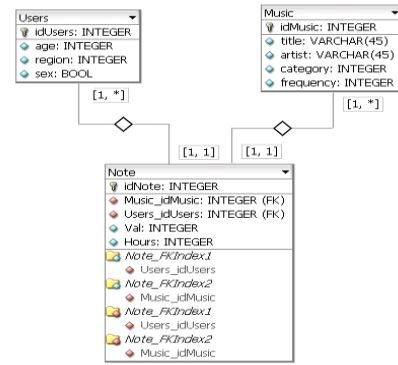 Users
idUsers: INTEGER
age: INTEGER
region: INTEGER
sex: BOOL
Music
idMusic: INTEGER
title: VARCHAR(45)
artist: VARCHAR(45)
category: INTEGER
frequency: INTEGER
[1, *]
[1, *]
[1, 1]
[1, 1]
Note
idNote: INTEGER
Music_idMusic: INTEGER (FK)
Users_idUsers: INTEGER (FK)
Val: INTEGER
Hours: INTEGER
Note_FKIndex1
Users_idUsers
Note_FKIndex2
Music_idMusic
Note_FKIndex1
Users_idUsers
Note_FKIndex2
Music_idMusic